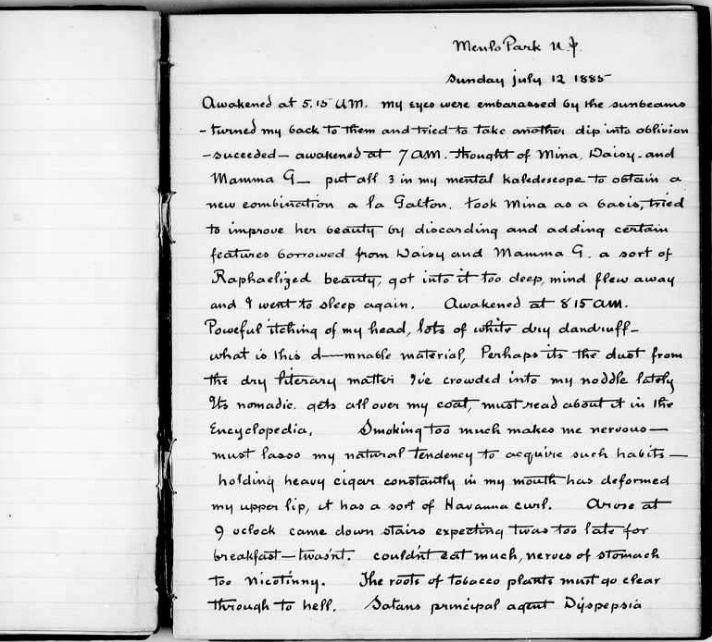 Menlo Park N.J.
Sunday July 12 1885
Awakened at 5.15 AM. My eyes were embarassed by the sunbeams
- turned my back to them and tried to take another dip into oblivion
- succeeded - awakened at 7 AM. thought of Mina, Daisy, and
Mamma G - put all 3 in my mental kaledescope to obtain a
new combination a la Galton. took Mina as a basis, tried
to improve her beauty by discarding and adding certain
features borrowed from Daisy and Mamma G. a sort of
Raphaelized beauty, got into it too deep, mind flew away
and I went to sleep again. Awakened at 8 15 AM.
Poweful itching of my head, lots of white dry dandruff -
what is this d-mnable material, Perhaps its the dust from
the dry literary matter I've crowded into my noddle lately
Its nomadic. gets all over my coat, must read about it in the
Encyclopedia. Smoking too much makes me nervous -
must lasso my natural tendency to acquire such habits -
holding heavy cigar constantly in my mouth has deformed
my upper lip, it has a sort of Havanna curl. Arose at
9 oclock came down stairs expecting twas too late for
breakfast - twasn't. couldn't eat much, nerves of stomach
too nicotinny. The roots of tobacco plants must go clear
through to hell. Satans principal agent Dyspepsia